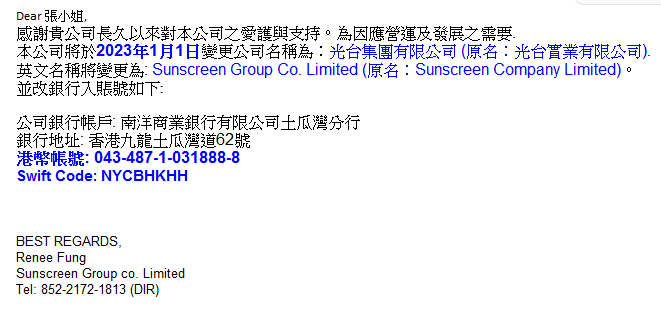 Dear 張小姐,
感謝貴公司長久以來對本公司之愛護與支持。為因應營運及發展之需要.
本公司將於2023年1月1日變更公司名稱為：光台集團有限公司 (原名：光台實業有限公司).
英文名稱將變更為: Sunscreen Group Co. Limited (原名：Sunscreen Company Limited)。
並改銀行入賬號如下:
公司銀行帳戶: 南洋商業銀行有限公司土瓜灣分行
銀行地址: 香港九龍土瓜灣道62號
港幣帳號: 043-487-1-031888-8
Swift Code: NYCBHKHH
BEST REGARDS,
Renee Fung
Sunscreen Group co. Limited
Tel: 852-2172-1813 (DIR)